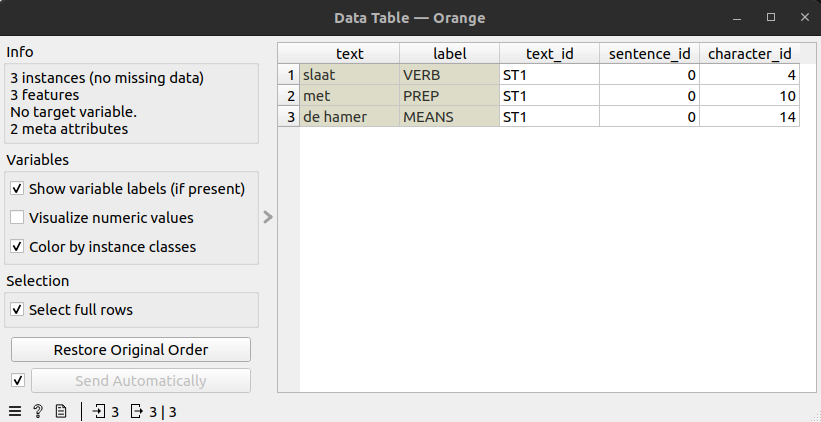 Data Table — Orange
Info
3 instances (no missing data)
3 features
No target variable.
2 meta attributes
Variables
Show variable labels (if present)
Visualize numeric values
Color by instance classes
Selection
Select full rows
Restore Original Order
Send Automatically
3 3 | 3
text label text_id sentence_id character_id
1 slaat VERB ST1 0 4
2 met PREP ST1 0 10
3 de hamer MEANS ST1 0 14